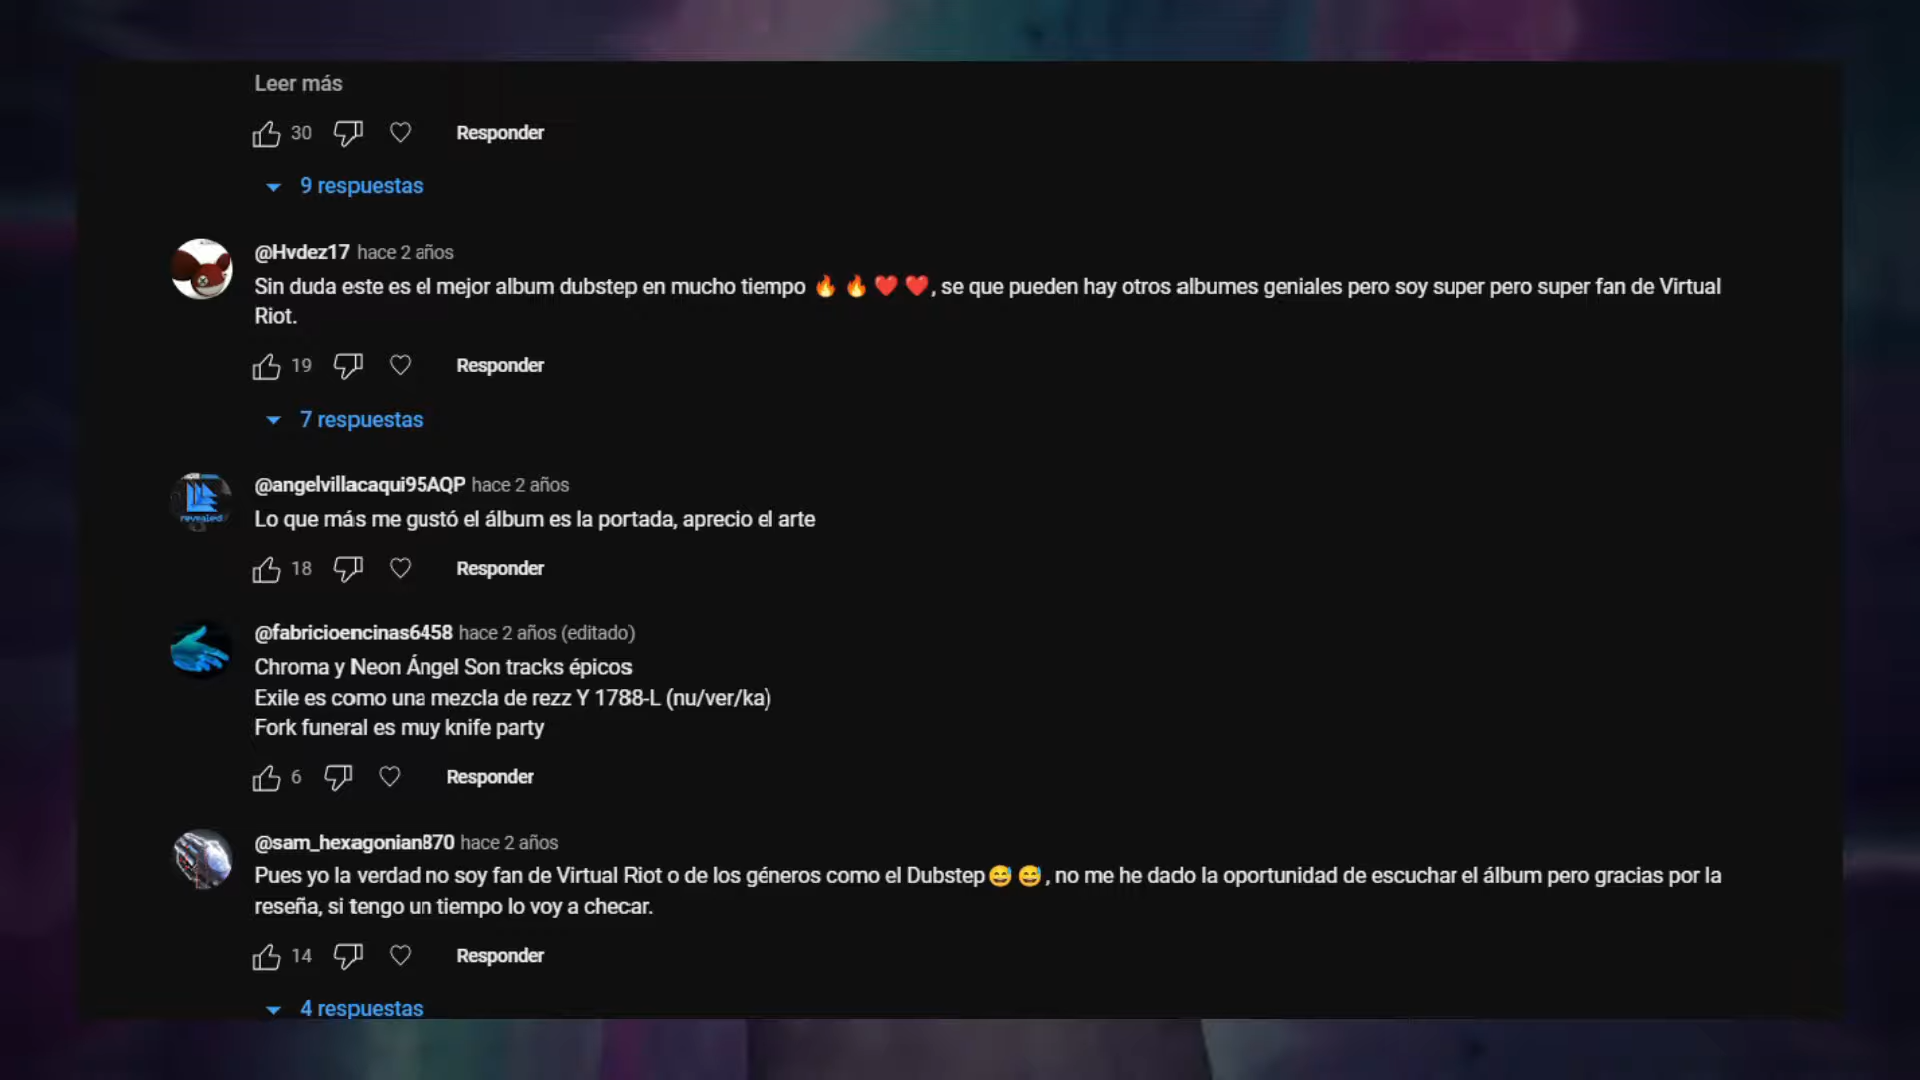 Leer más
30 Responder
9 respuestas
@Hvdez17 hace 2 años
Sin duda este es el mejor album dubstep en mucho tiempo 🔥🔥❤️❤️, se que pueden hay otros albumes geniales pero soy super pero super fan de Virtual
Riot.
19 Responder
7 respuestas
@angelvillacaqui95AQP hace 2 años
revealed
Lo que más me gustó el álbum es la portada, aprecio el arte
18 Responder
@fabricioencinas6458 hace 2 años (editado)
Chroma y Neon Ángel Son tracks épicos
Exile es como una mezcla de rezz Y 1788-L (nu/ver/ka)
Fork funeral es muy knife party
6 Responder
@sam_hexagonian870 hace 2 años
Pues yo la verdad no soy fan de Virtual Riot o de los géneros como el Dubstep😅😅, no me he dado la oportunidad de escuchar el álbum pero gracias por la
reseña, si tengo un tiempo lo voy a checar.
14 Responder
4 respuestas